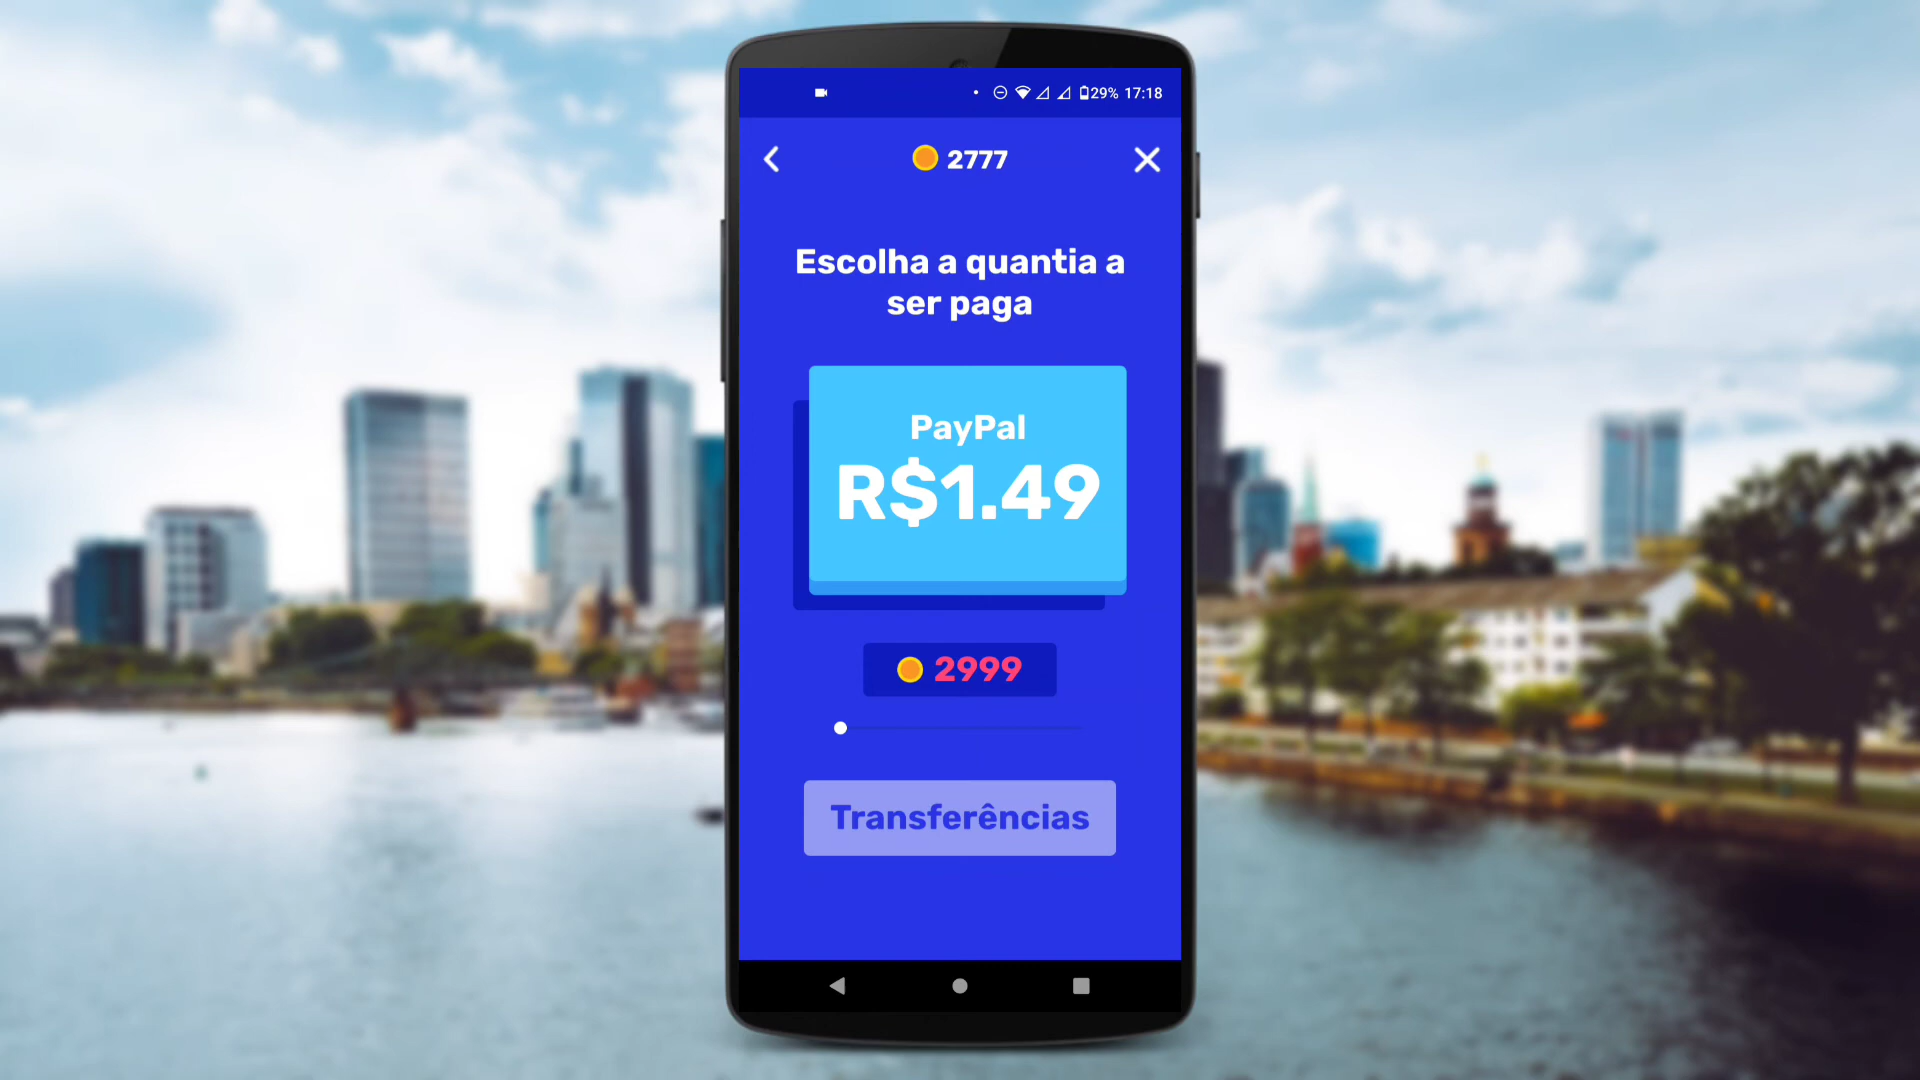 29% 17:18
2777
Escolha a quantia a
ser paga
PayPal
R$1.49
2999
Transferências